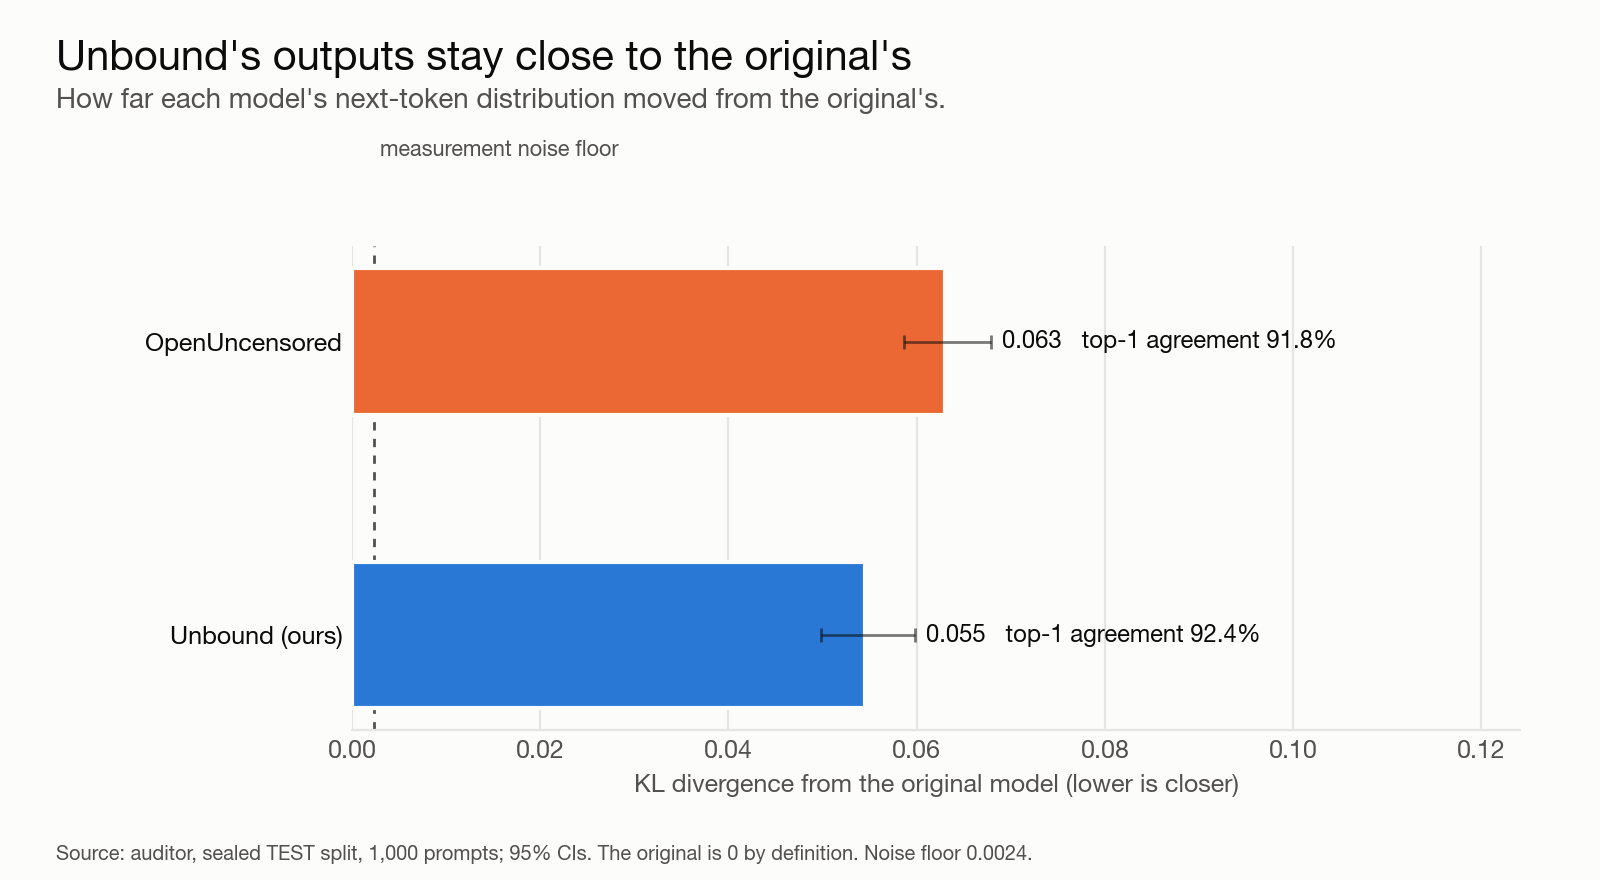 Unbound's outputs stay close to the original's
How far each model's next-token distribution moved from the original's.
measurement noise floor
OpenUncensored
0.063 top-1 agreement 91.8%
Unbound (ours)
0.055 top-1 agreement 92.4%
0.00 0.02 0.04 0.06 0.08 0.10 0.12
KL divergence from the original model (lower is closer)
Source: auditor, sealed TEST split, 1,000 prompts; 95% CIs. The original is 0 by definition. Noise floor 0.0024.